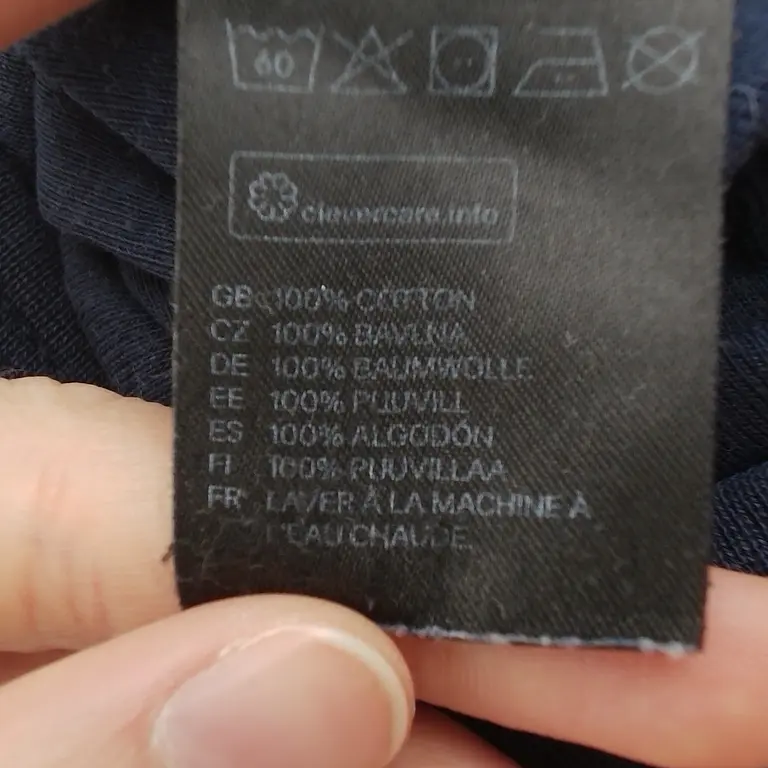 60
clevercare.info
GB 100% COTTON
CZ 100% BAVLNA
DE 100% BAUMWOLLE
EE 100% PUUVILL
ES 100% ALGODÓN
FI 100% PUUVILLAA
FR LAVER À LA MACHINE À
L'EAU CHAUDE